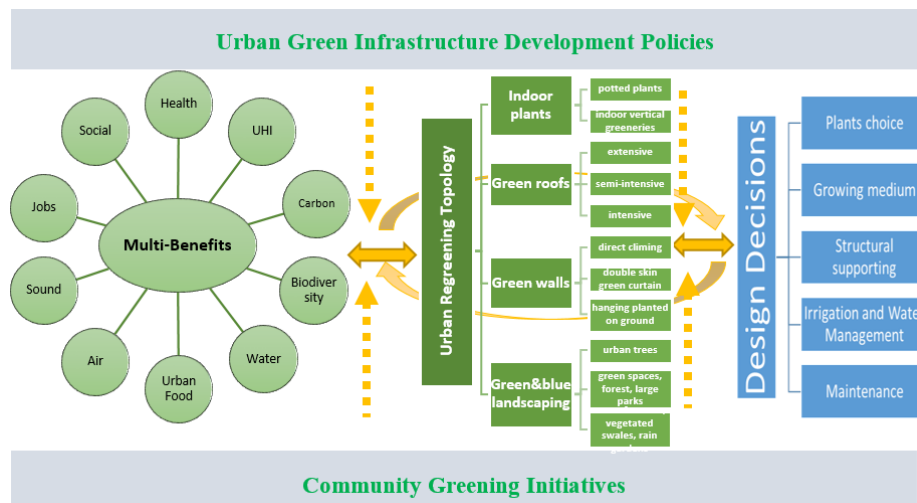 Urban Green Infrastructure Development Policies
Health
Social
UHI
Jobs
Carbon
Multi-Benefits
Sound
Biodiver
sity
Air
Water
Urban
Food
Urban Regreening Topology
Indoor
plants
potted plants
indoor vertical
greeneries
Green roofs
extensive
semi-intensive
intensive
Green walls
direct climing
double skin
green curtain
hanging planted
on ground
Green&blue
landscaping
urban trees
green spaces,
forest, large
parks
vegetated
swales, rain
Design Decisions
Plants choice
Growing medium
Structural
supporting
Irrigation and Wate
Management
Maintenance
Community Greening Initiatives